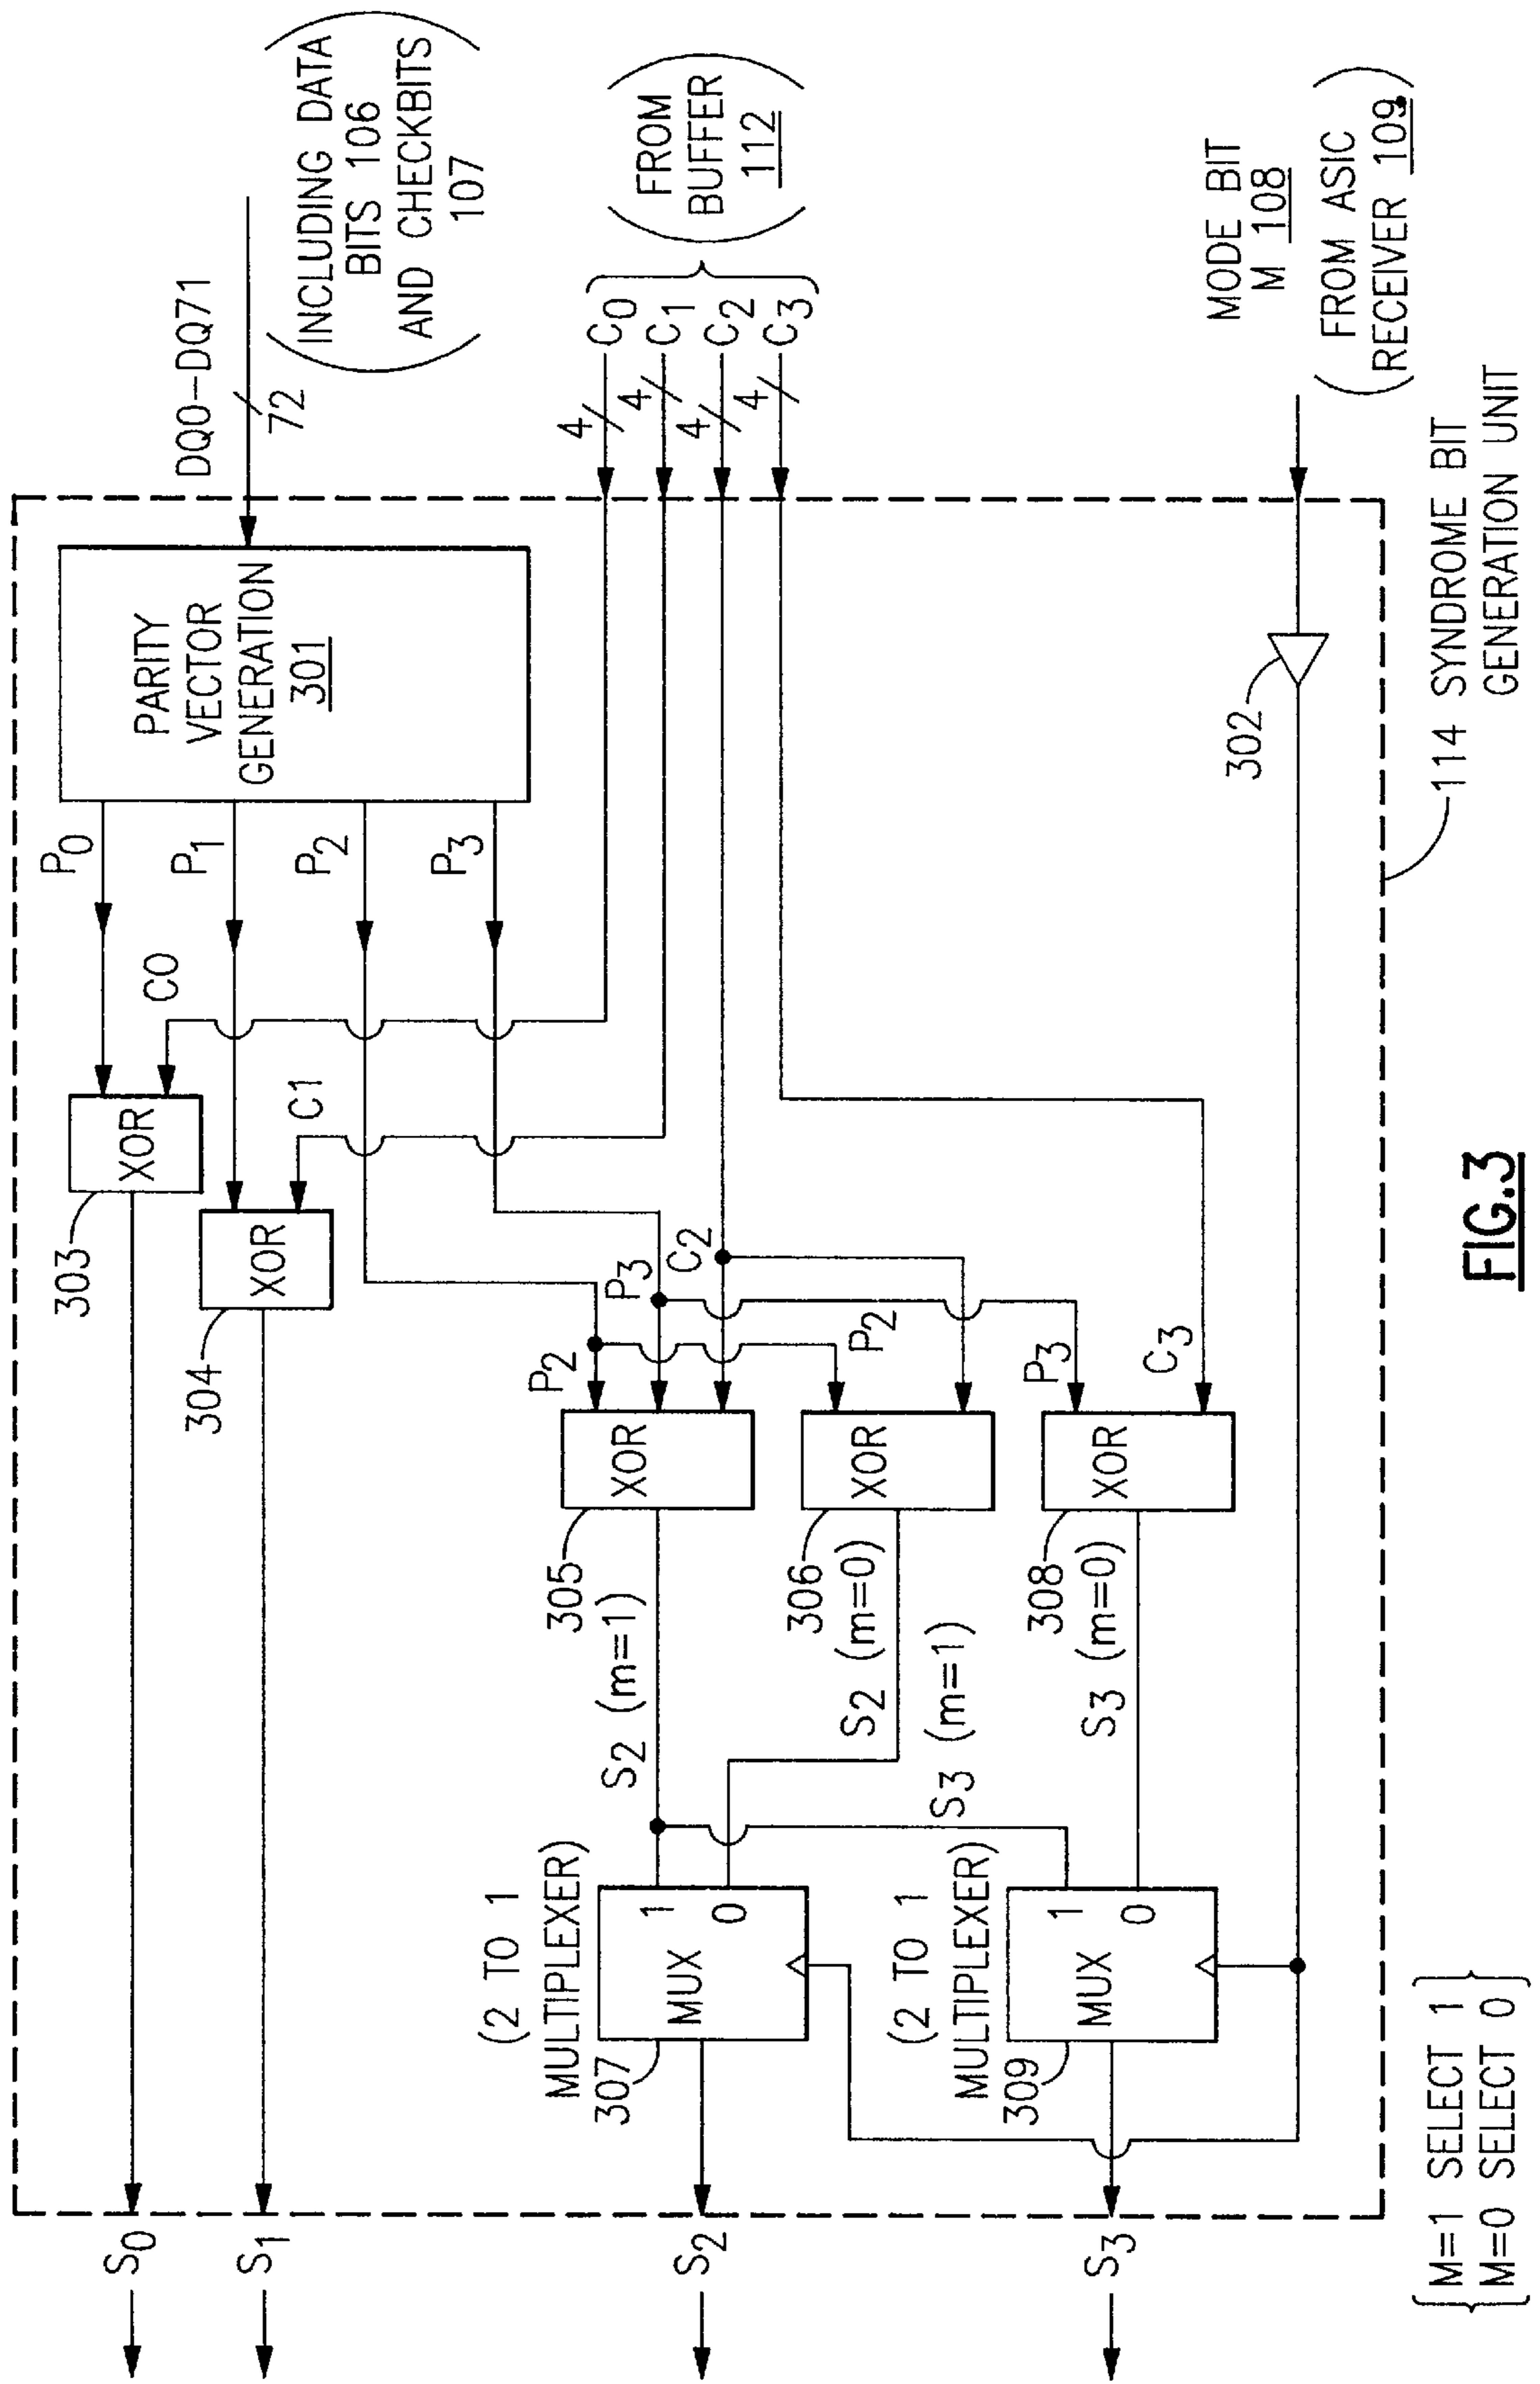 DQ0–DQ71
72
(INCLUDING DATA
BITS 106
AND CHECKBITS
107)
C0
C1
C2
C3
4
4
4
4
(FROM
BUFFER
112)
MODE BIT
M 108
(FROM ASIC
RECEIVER 109)
PARITY
VECTOR
GENERATION
301
302
P0
P1
P2
P3
C0
C1
XOR
303
XOR
304
P3
C2
P2
P2
P3
C3
XOR
305
XOR
306
XOR
308
S2 (m=1)
S2 (m=0)
S3 (m=1)
S3 (m=0)
(2 TO 1
MULTIPLEXER)
307
1
0
MUX
(2 TO 1
MULTIPLEXER)
309
1
0
MUX
S0
S1
S2
S3
114 SYNDROME BIT
GENERATION UNIT
{M=1 SELECT 1}
{M=0 SELECT 0}
FIG.3